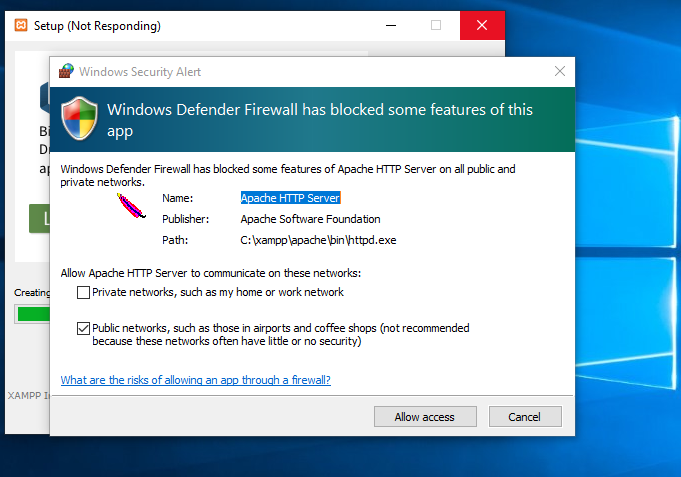 Setup (Not Responding)
Windows Security Alert
Windows Defender Firewall has blocked some features of this
app
Windows Defender Firewall has blocked some features of Apache HTTP Server on all public and
private networks.
Name: Apache HTTP Server
Publisher: Apache Software Foundation
Path: C:\xampp\apache\bin\httpd.exe
Allow Apache HTTP Server to communicate on these networks:
Private networks, such as my home or work network
Public networks, such as those in airports and coffee shops (not recommended
because these networks often have little or no security)
What are the risks of allowing an app through a firewall?
Allow access
Cancel
Creating
XAMPP